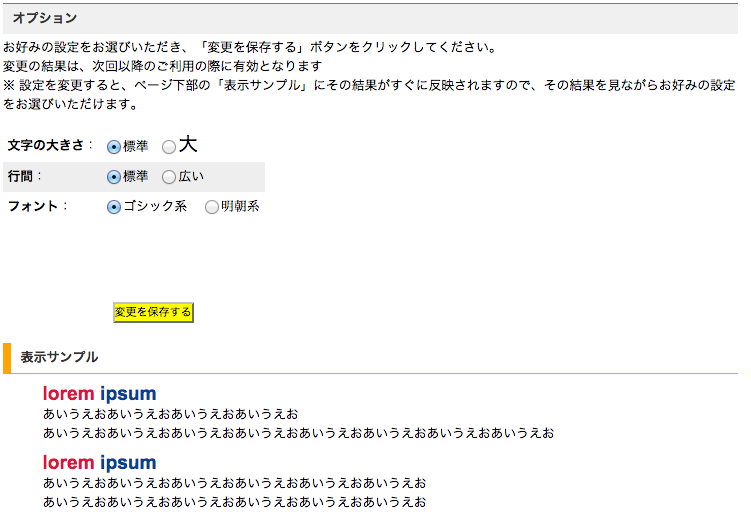 オプション
お好みの設定をお選びいただき、「変更を保存する」ボタンをクリックしてください。
変更の結果は、次回以降のご利用の際に有効となります
※ 設定を変更すると、ページ下部の「表示サンプル」にその結果がすぐに反映されますので、その結果を見ながらお好みの設定
をお選びいただけます。
文字の大きさ： 標準 大
行間： 標準 広い
フォント： ゴシック系 明朝系
変更を保存する
表示サンプル
lorem ipsum
あいうえおあいうえおあいうえおあいうえお
あいうえおあいうえおあいうえおあいうえおあいうえおあいうえおあいうえおあいうえお
lorem ipsum
あいうえおあいうえおあいうえおあいうえおあいうえおあいうえお
あいうえおあいうえおあいうえおあいうえおあいうえおあいうえお